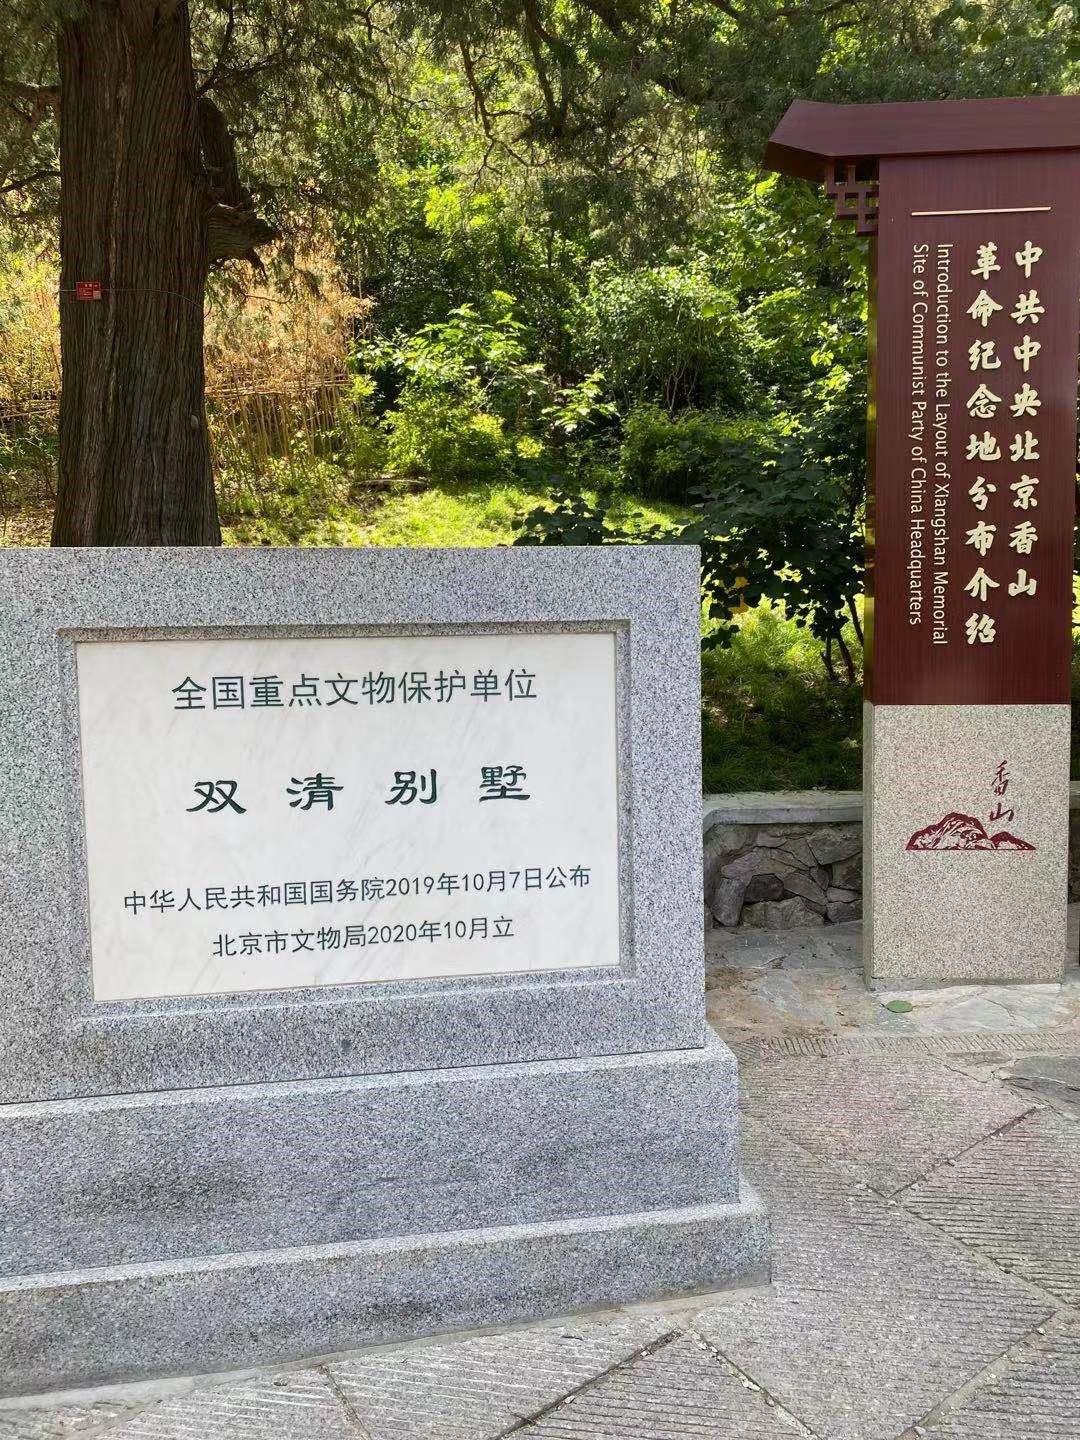 全国重点文物保护单位
双清别墅
中华人民共和国国务院2019年10月7日公布
北京市文物局2020年10月立
中共中央北京香山
革命纪念地分布介绍
Introduction to the Layout of Xiangshan Memorial
Site of Communist Party of China Headquarters
香山